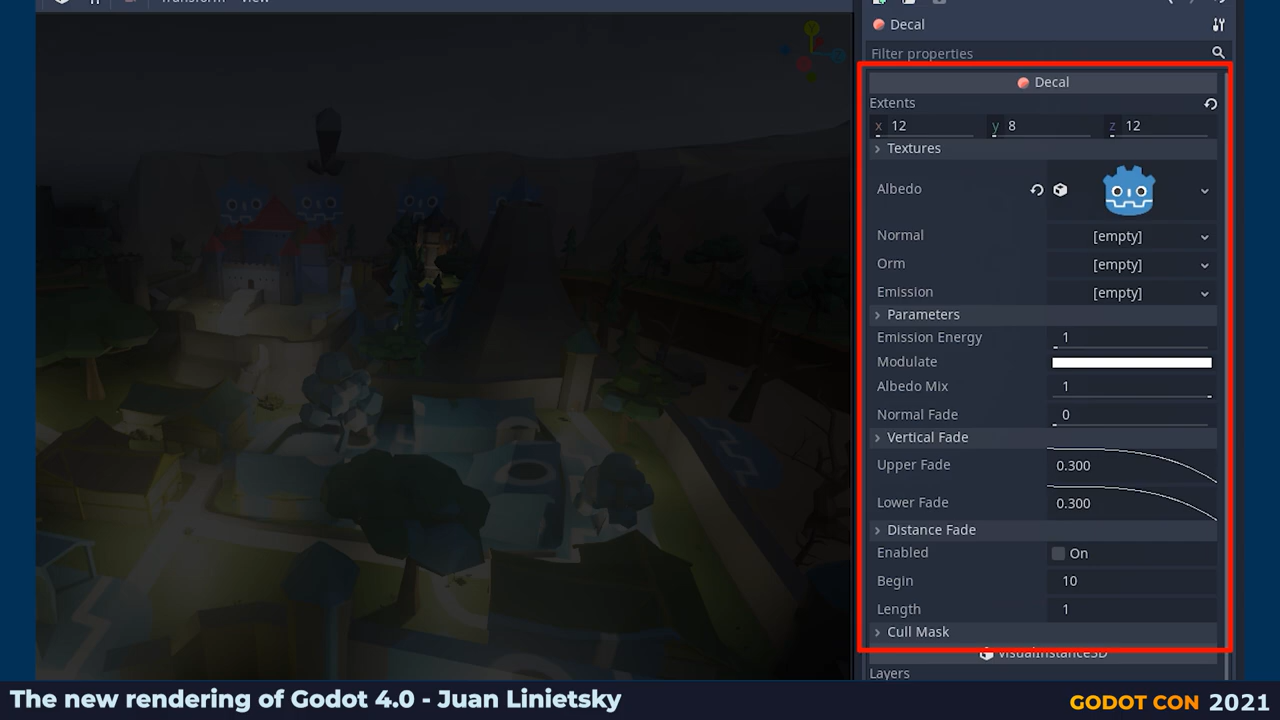 Transform View
Decal
Filter properties
Decal
Extents
x 12 y 8 z 12
Textures
Albedo
Normal [empty]
Orm [empty]
Emission [empty]
Parameters
Emission Energy 1
Modulate
Albedo Mix 1
Normal Fade 0
Vertical Fade
Upper Fade 0.300
Lower Fade 0.300
Distance Fade
Enabled On
Begin 10
Length 1
Cull Mask
VisualInstance3D
Layers
The new rendering of Godot 4.0 - Juan Linietsky
GODOT CON 2021